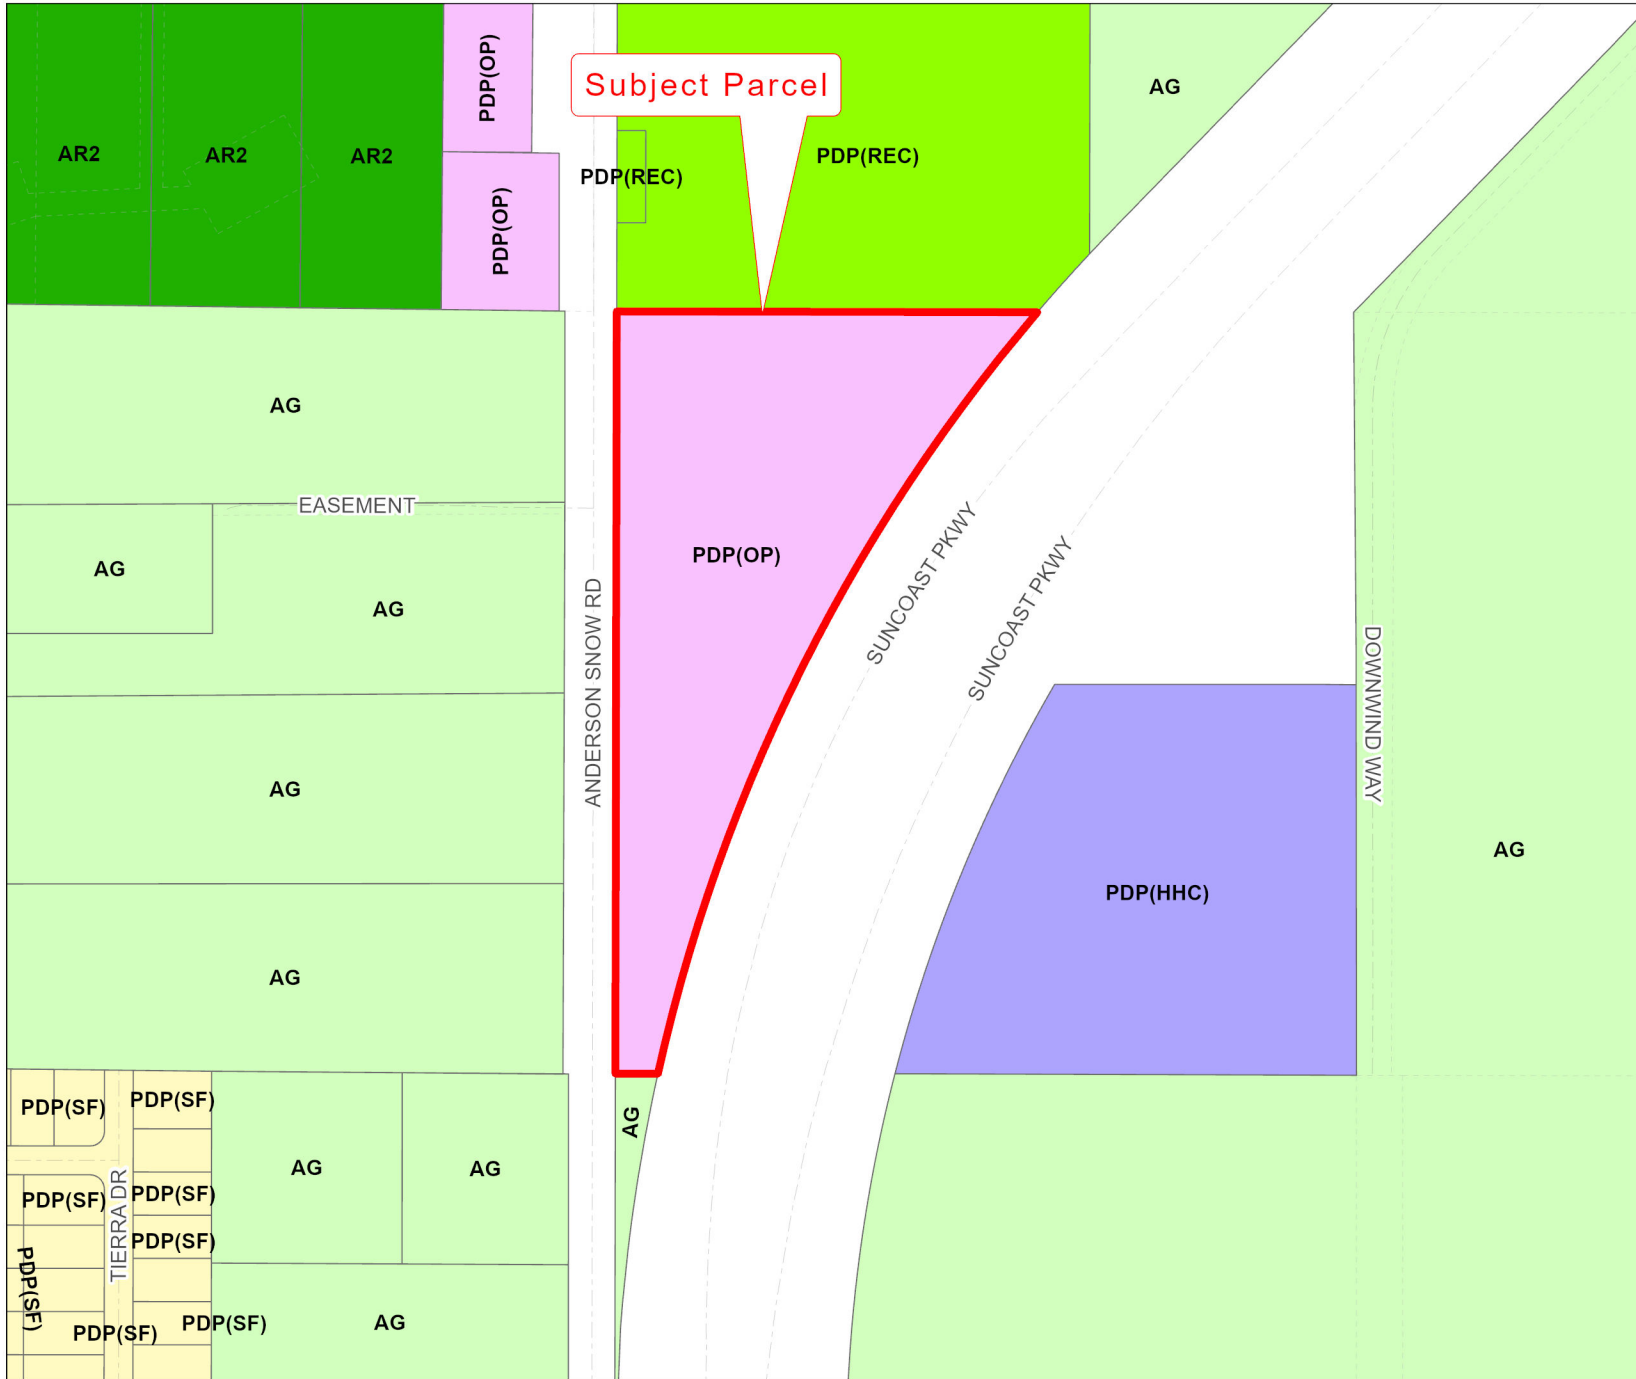 PDP(OP)
Subject Parcel
AG
AR2
AR2
AR2
PDP(REC)
PDP(REC)
PDP(OP)
AG
EASEMENT
PDP(OP)
AG
AG
SUNCOAST PKWY
SUNCOAST PKWY
ANDERSON SNOW RD
DOWNWIND WAY
AG
AG
PDP(HHC)
AG
PDP(SF)
PDP(SF)
AG
AG
AG
PDP(SF)
PDP(SF)
TIERRA DR
PDP(SF)
PDP(SF)
PDP(SF)
PDP(SF)
AG